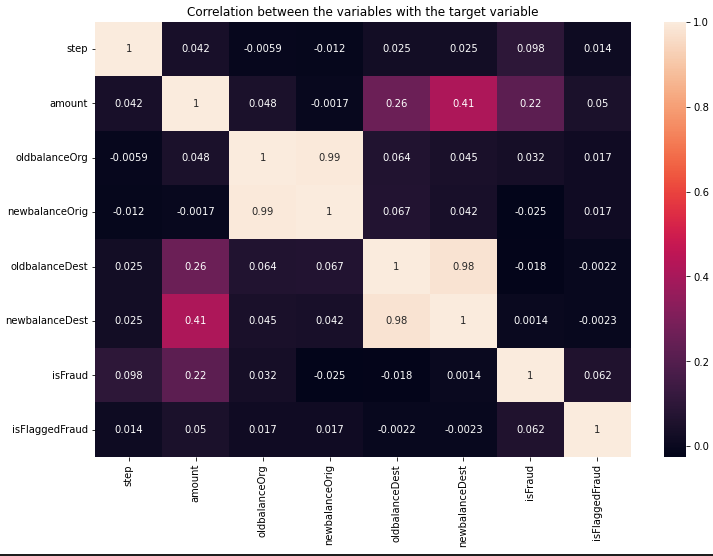 Correlation between the variables with the target variable
step 1 0.042 -0.0059 -0.012 0.025 0.025 0.098 0.014
amount 0.042 1 0.048 -0.0017 0.26 0.41 0.22 0.05
oldbalanceOrg -0.0059 0.048 1 0.99 0.064 0.045 0.032 0.017
newbalanceOrig -0.012 -0.0017 0.99 1 0.067 0.042 -0.025 0.017
oldbalanceDest 0.025 0.26 0.064 0.067 1 0.98 -0.018 -0.0022
newbalanceDest 0.025 0.41 0.045 0.042 0.98 1 0.0014 -0.0023
isFraud 0.098 0.22 0.032 -0.025 -0.018 0.0014 1 0.062
isFlaggedFraud 0.014 0.05 0.017 0.017 -0.0022 -0.0023 0.062 1
step amount oldbalanceOrg newbalanceOrig oldbalanceDest newbalanceDest isFraud isFlaggedFraud
1.0
0.8
0.6
0.4
0.2
0.0